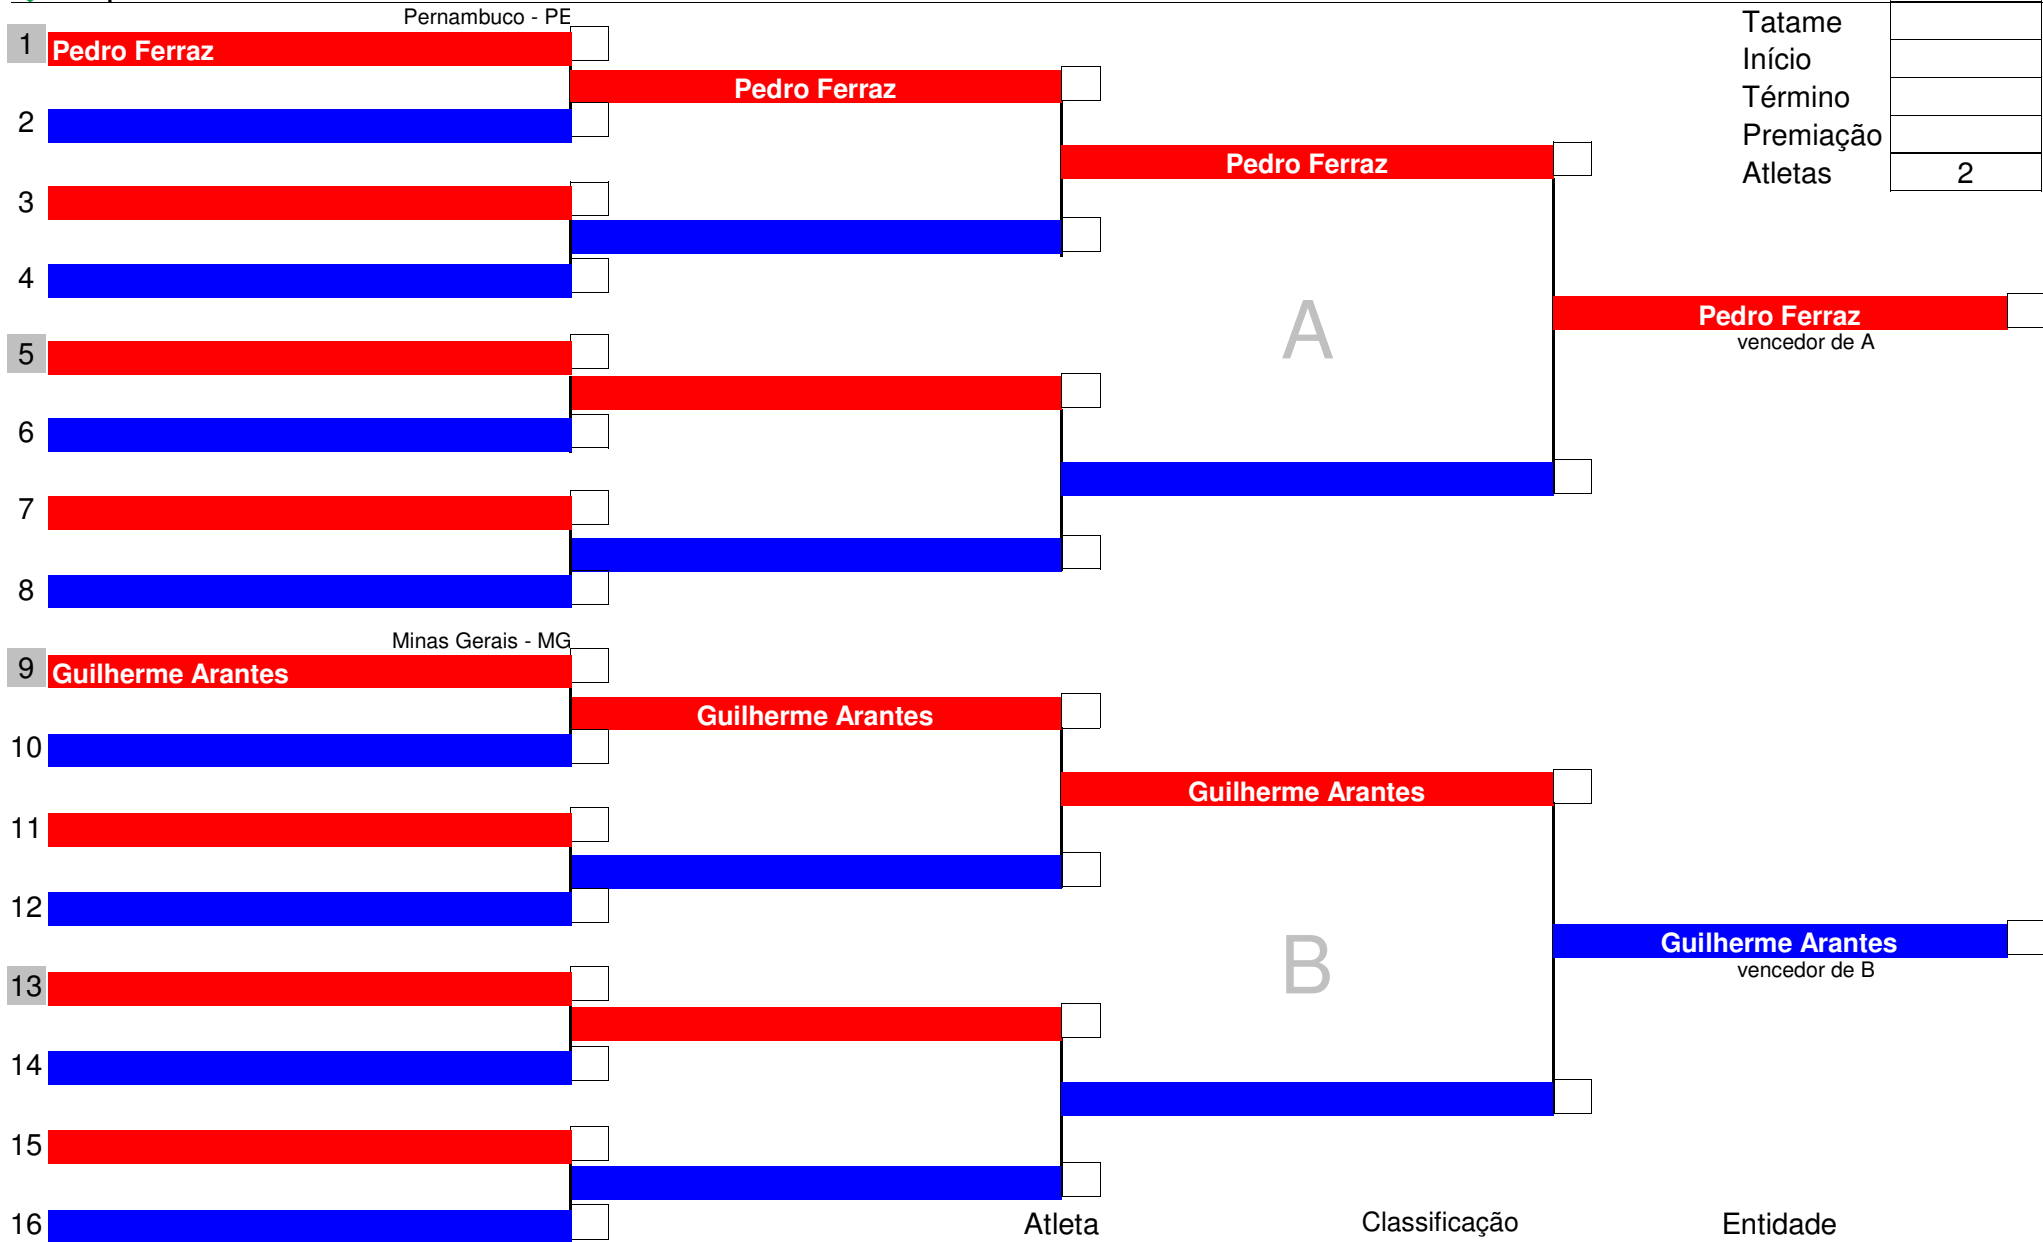 Pernambuco - PE
1 Pedro Ferraz
Pedro Ferraz
2
Pedro Ferraz
3
4
Pedro Ferraz
vencedor de A
A
5
6
7
8
Tatame
Início
Término
Premiação
Atletas 2
Minas Gerais - MG
9 Guilherme Arantes
Guilherme Arantes
10
Guilherme Arantes
11
12
Guilherme Arantes
vencedor de B
B
13
14
15
16
Atleta Classificação Entidade